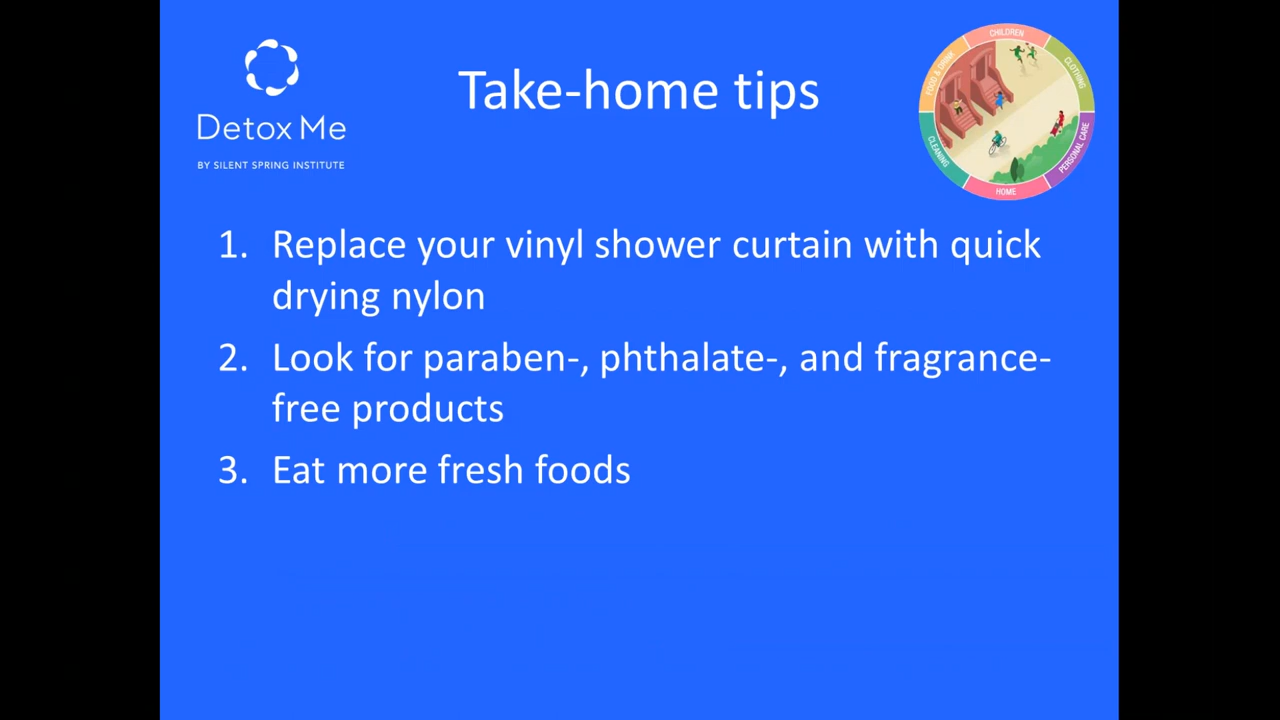 Detox Me
BY SILENT SPRING INSTITUTE
Take-home tips
CHILDREN
CLOTHING
PERSONAL CARE
HOME
CLEANING
FOOD & DRINK
1. Replace your vinyl shower curtain with quick
drying nylon
2. Look for paraben-, phthalate-, and fragrance-
free products
3. Eat more fresh foods